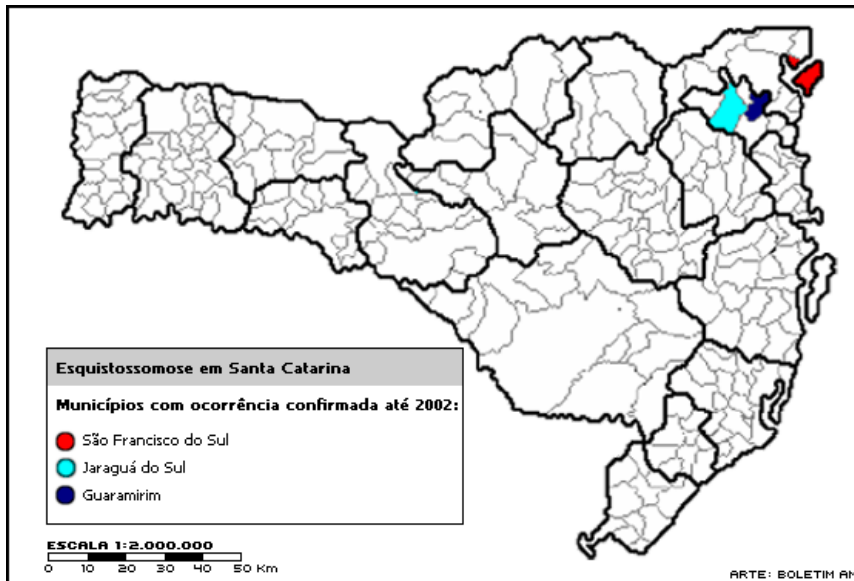 Esquistossomose em Santa Catarina
Municípios com ocorrência confirmada até 2002:
São Francisco do Sul
Jaraguá do Sul
Guaramirim
ESCALA 1:2.000.000
0 10 20 30 40 50 Km
ARTE: BOLETIM AM